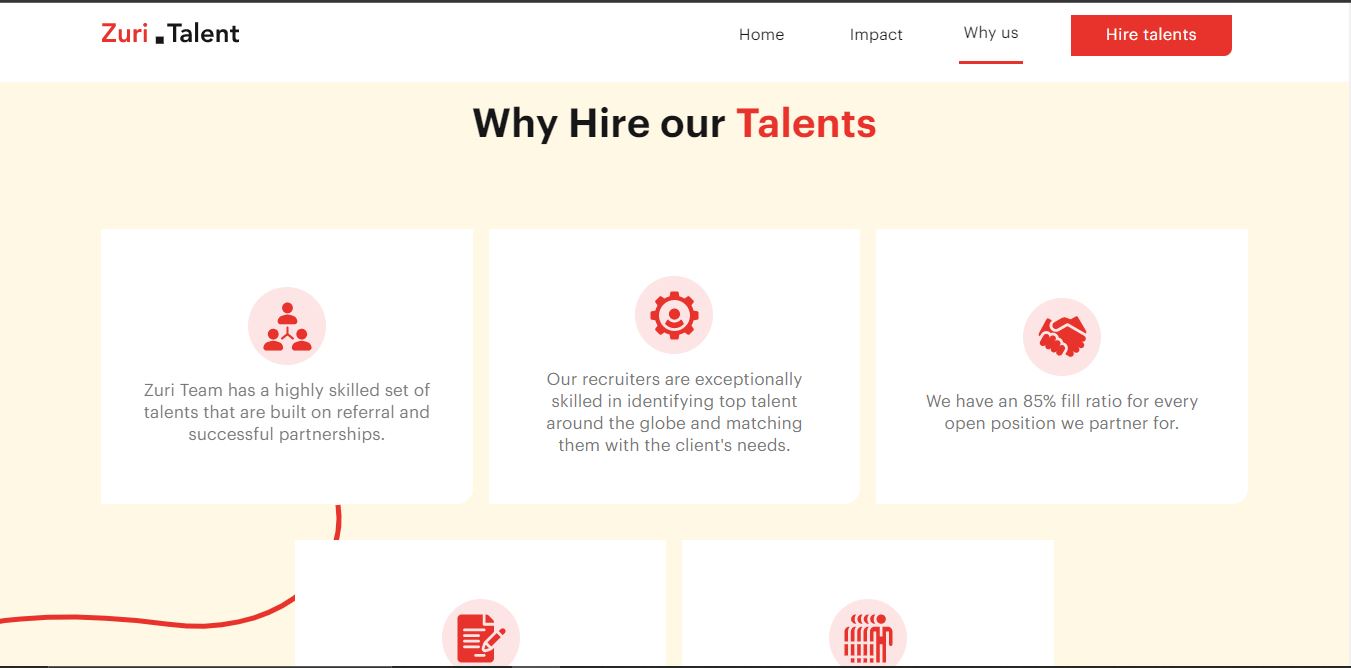 Zuri .Talent
Home
Impact
Why us
Hire talents
Why Hire our Talents
Zuri Team has a highly skilled set of
talents that are built on referral and
successful partnerships.
Our recruiters are exceptionally
skilled in identifying top talent
around the globe and matching
them with the client's needs.
We have an 85% fill ratio for every
open position we partner for.